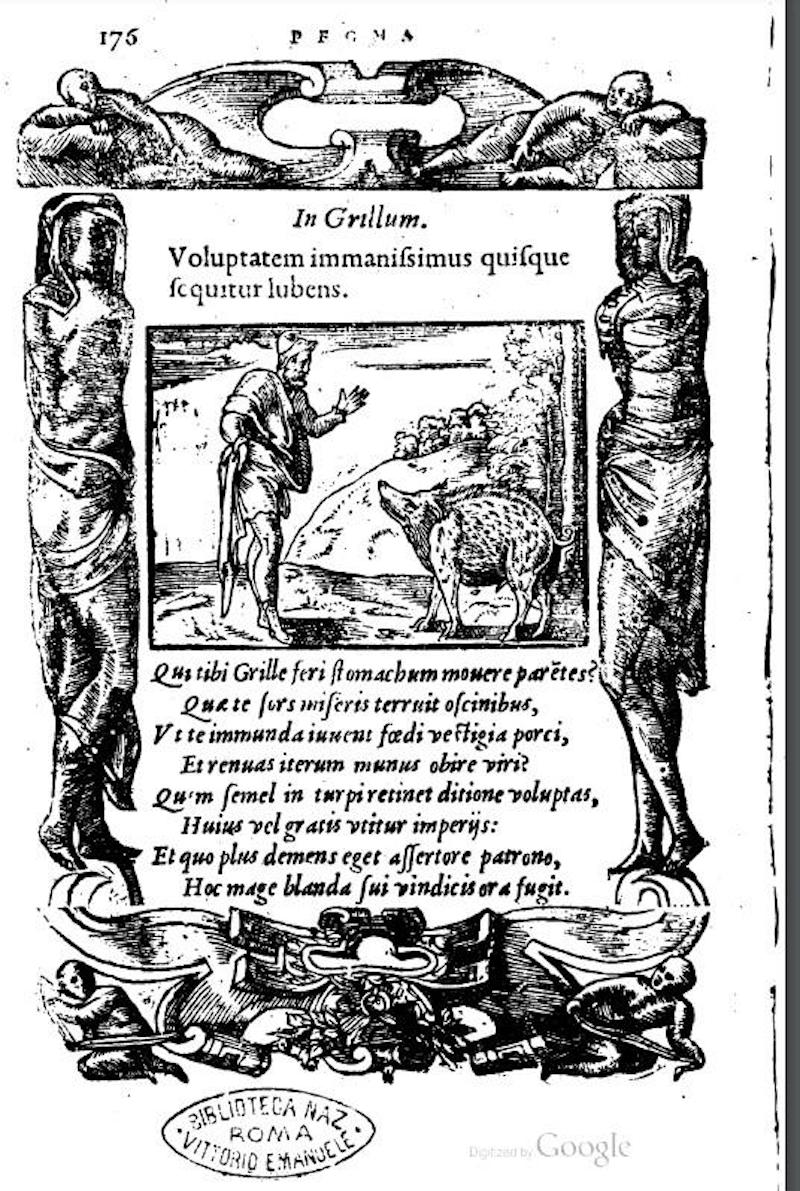 176
PEGMA
In Grillum.
Voluptatem immaniſsimus quiſque
ſequitur lubens.
Qui tibi Grille feri ſtomachum mouere parẽtes?
Quæ te ſors miſeris terruit oſcinibus,
Vt te immunda iuuent fœdi veſtigia porci,
Et renuas iterum munus obire viri?
Quem ſemel in turpi retinet ditione voluptas,
Huius vel gratis vtitur imperijs:
Et quo plus demens eget aſſertore patrono,
Hoc mage blanda ſui vindicis ora fugit.
BIBLIOTECA NAZ.
ROMA
VITTORIO EMANUELE
Digitized by Google